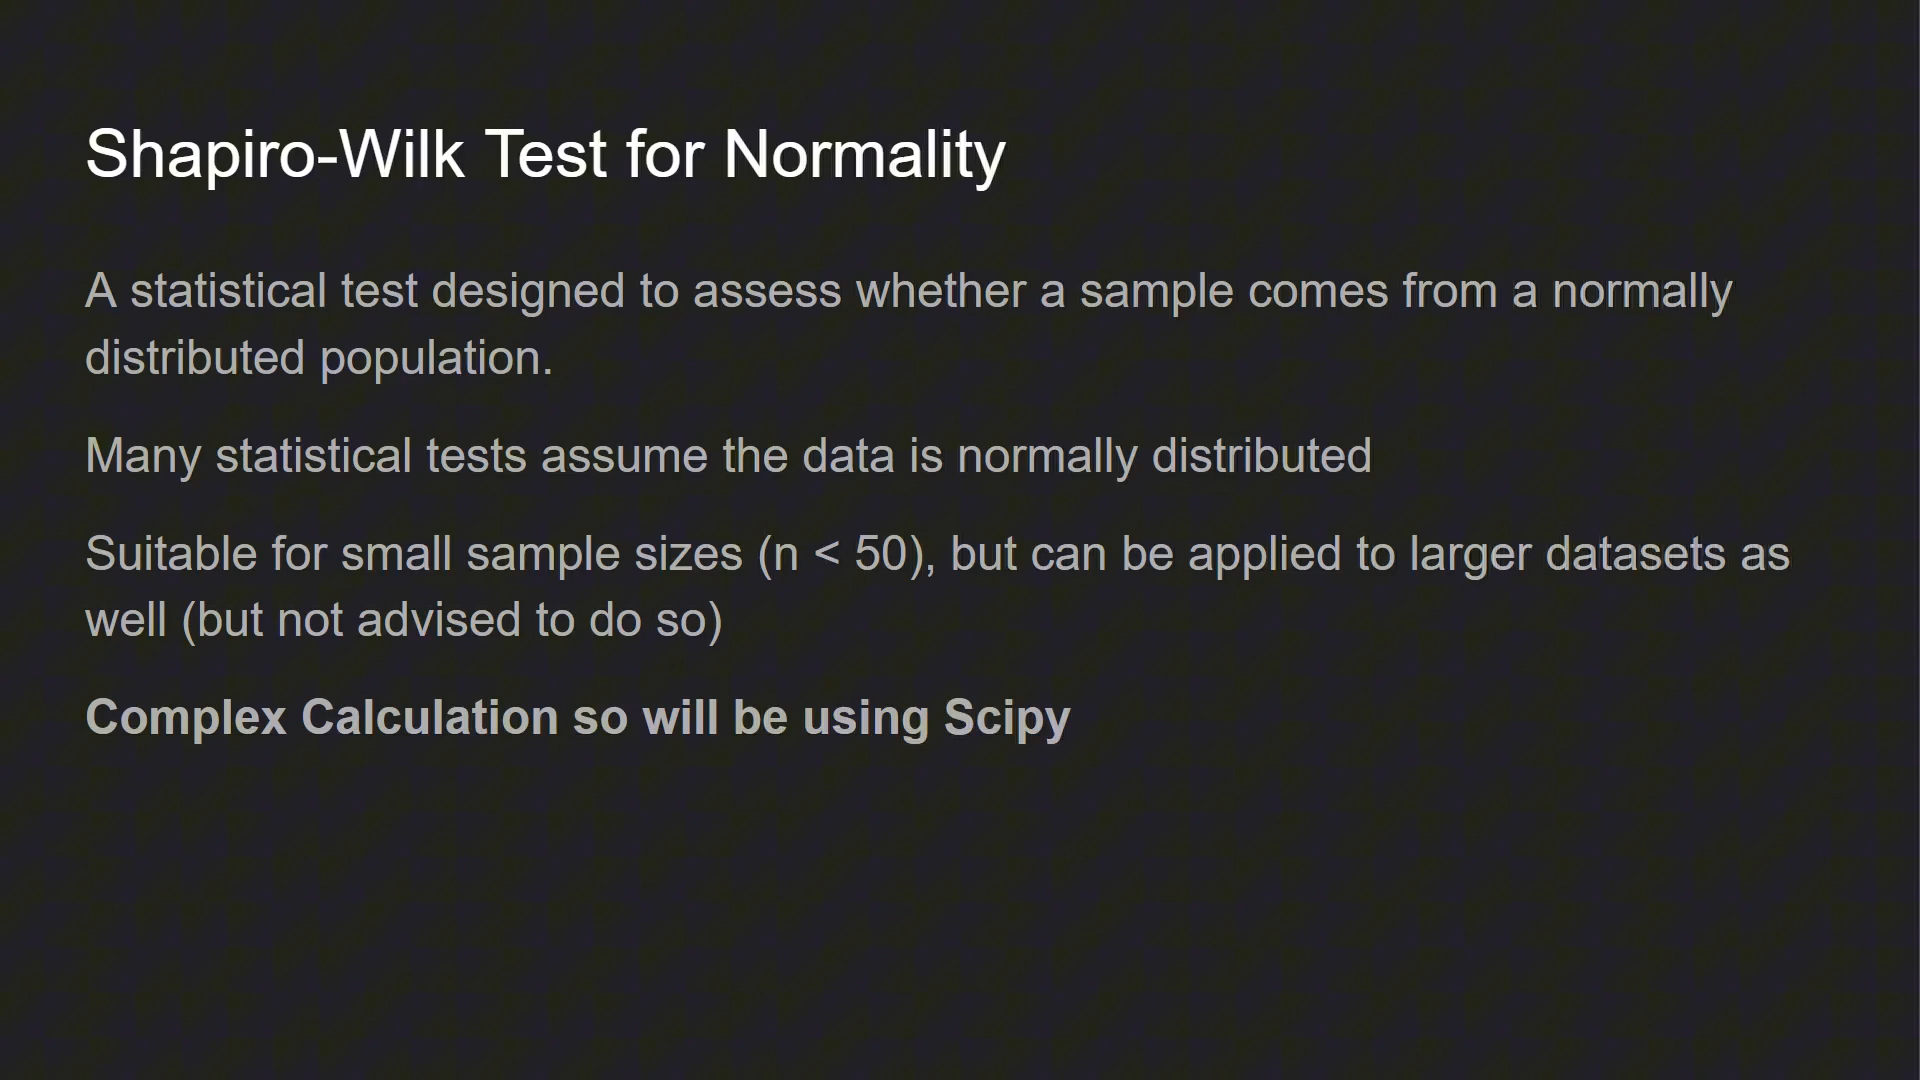 Shapiro-Wilk Test for Normality
A statistical test designed to assess whether a sample comes from a normally
distributed population.
Many statistical tests assume the data is normally distributed
Suitable for small sample sizes (n < 50), but can be applied to larger datasets as
well (but not advised to do so)
Complex Calculation so will be using Scipy